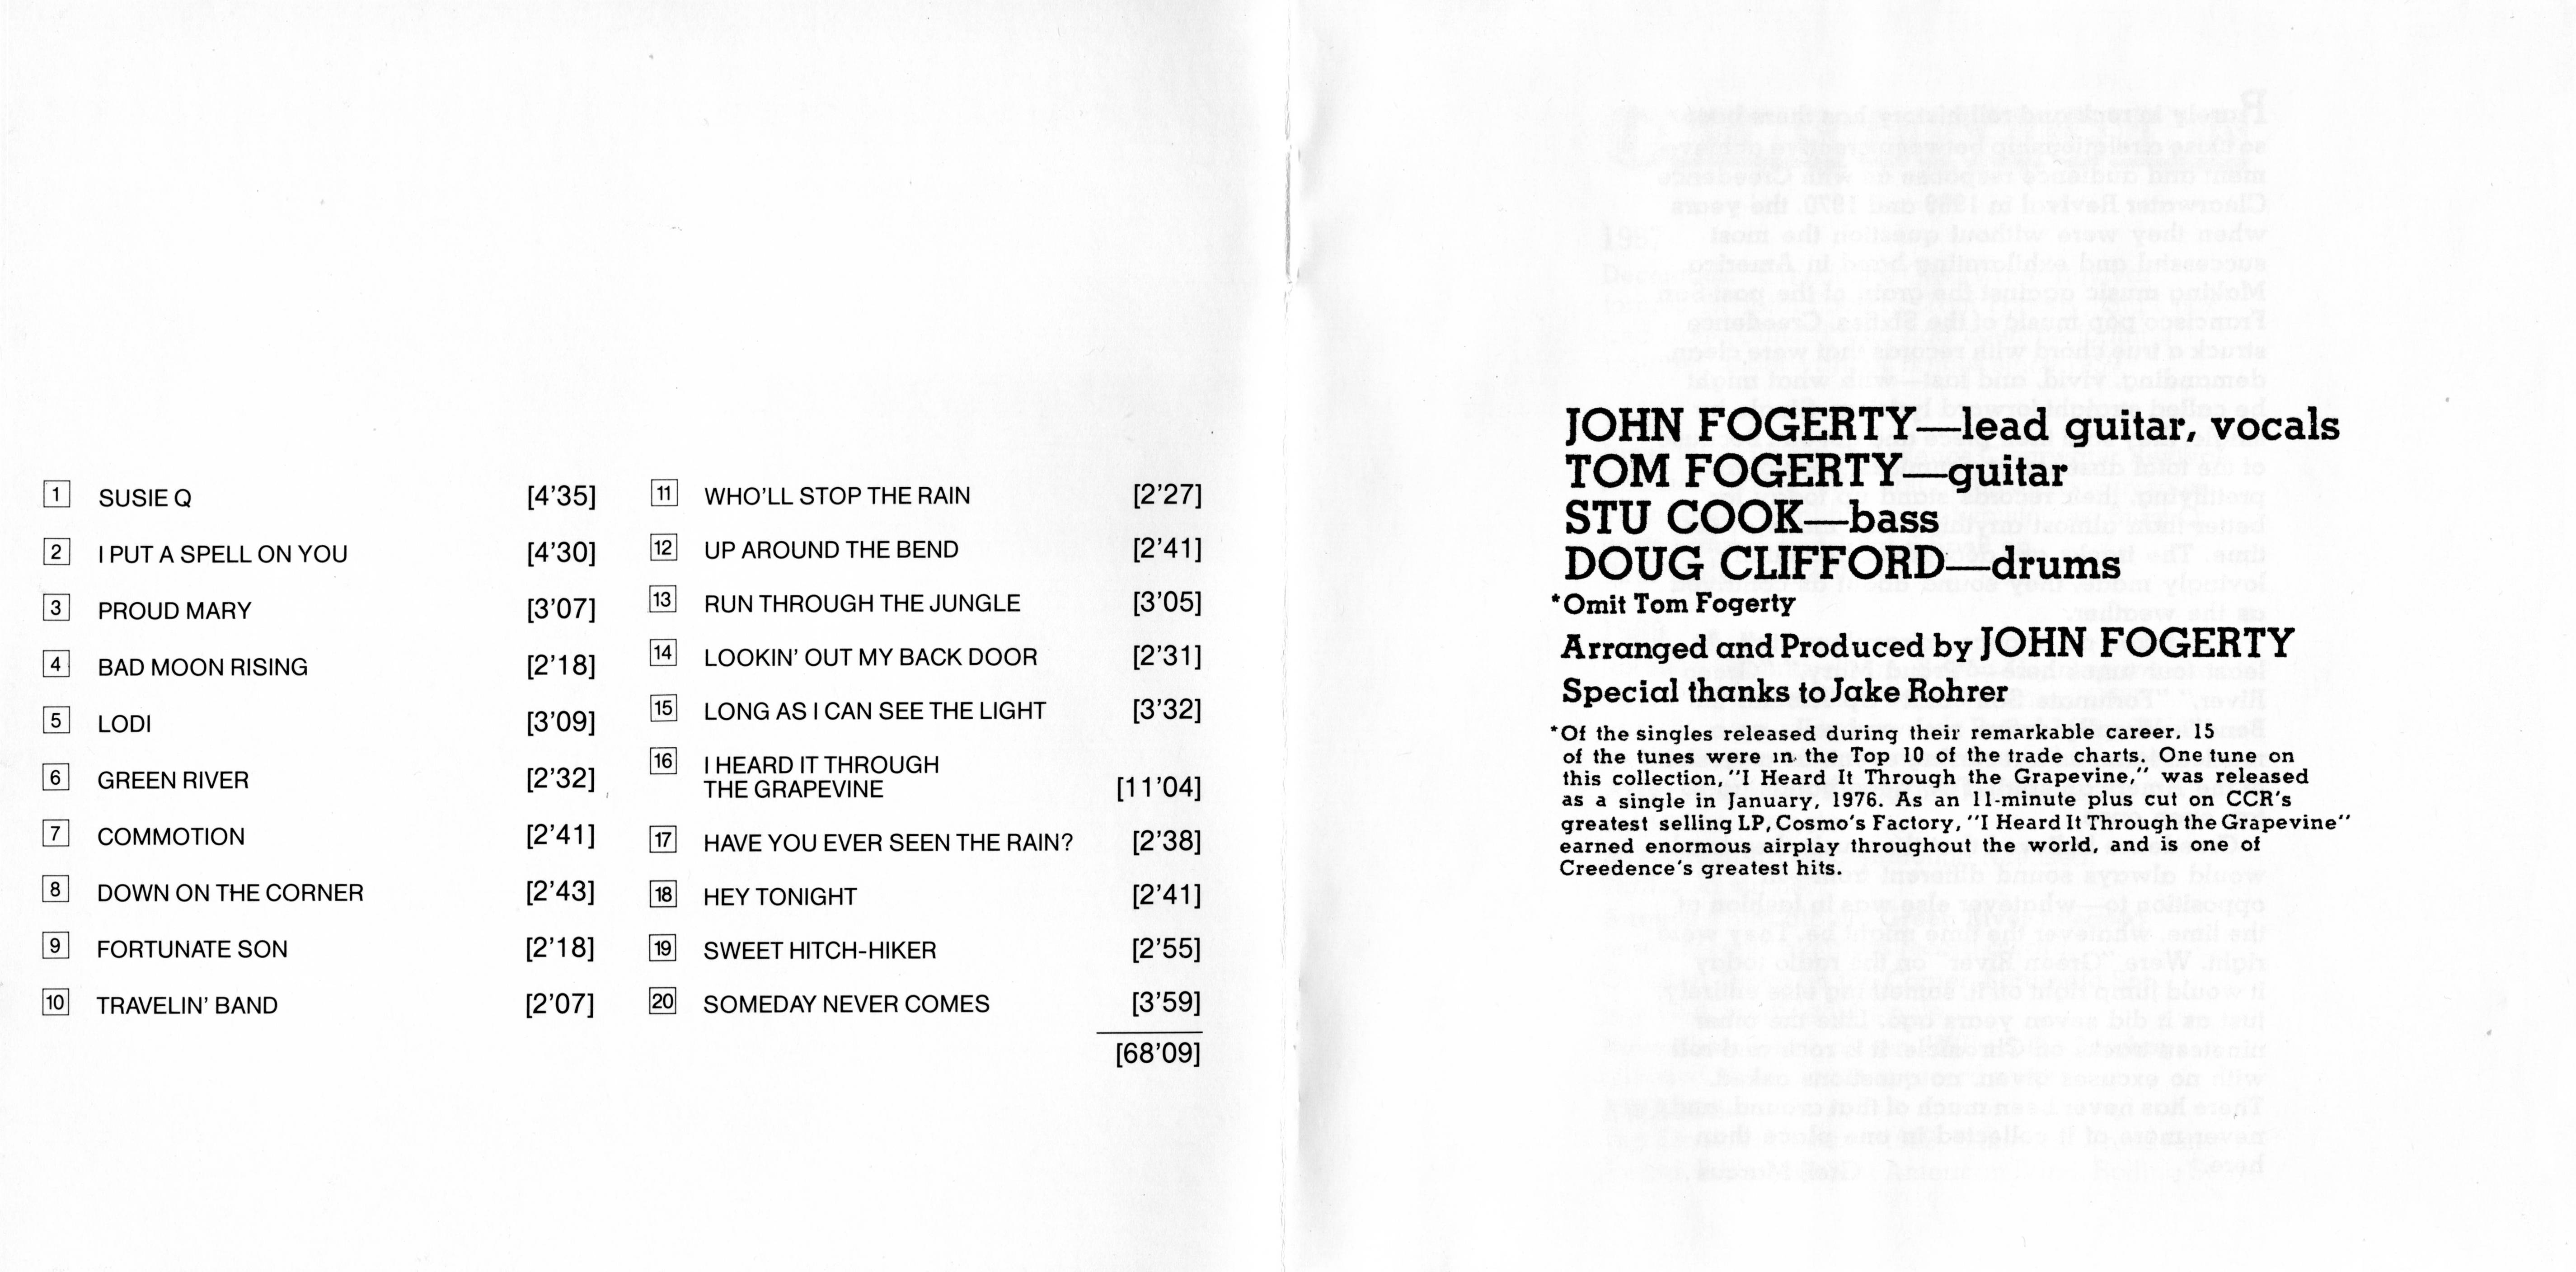 1 SUSIE Q [4’35]
2 I PUT A SPELL ON YOU [4’30]
3 PROUD MARY [3’07]
4 BAD MOON RISING [2’18]
5 LODI [3’09]
6 GREEN RIVER [2’32]
7 COMMOTION [2’41]
8 DOWN ON THE CORNER [2’43]
9 FORTUNATE SON [2’18]
10 TRAVELIN’ BAND [2’07]
11 WHO’LL STOP THE RAIN [2’27]
12 UP AROUND THE BEND [2’41]
13 RUN THROUGH THE JUNGLE [3’05]
14 LOOKIN’ OUT MY BACK DOOR [2’31]
15 LONG AS I CAN SEE THE LIGHT [3’32]
16 I HEARD IT THROUGH
THE GRAPEVINE [11’04]
17 HAVE YOU EVER SEEN THE RAIN? [2’38]
18 HEY TONIGHT [2’41]
19 SWEET HITCH-HIKER [2’55]
20 SOMEDAY NEVER COMES [3’59]
[68’09]
JOHN FOGERTY—lead guitar, vocals
TOM FOGERTY—guitar
STU COOK—bass
DOUG CLIFFORD—drums
*Omit Tom Fogerty
Arranged and Produced by JOHN FOGERTY
Special thanks to Jake Rohrer
*Of the singles released during their remarkable career. 15
of the tunes were in the Top 10 of the trade charts. One tune on
this collection, "I Heard It Through the Grapevine," was released
as a single in January, 1976. As an 11-minute plus cut on CCR's
greatest selling LP, Cosmo's Factory, "I Heard It Through the Grapevine"
earned enormous airplay throughout the world, and is one of
Creedence's greatest hits.